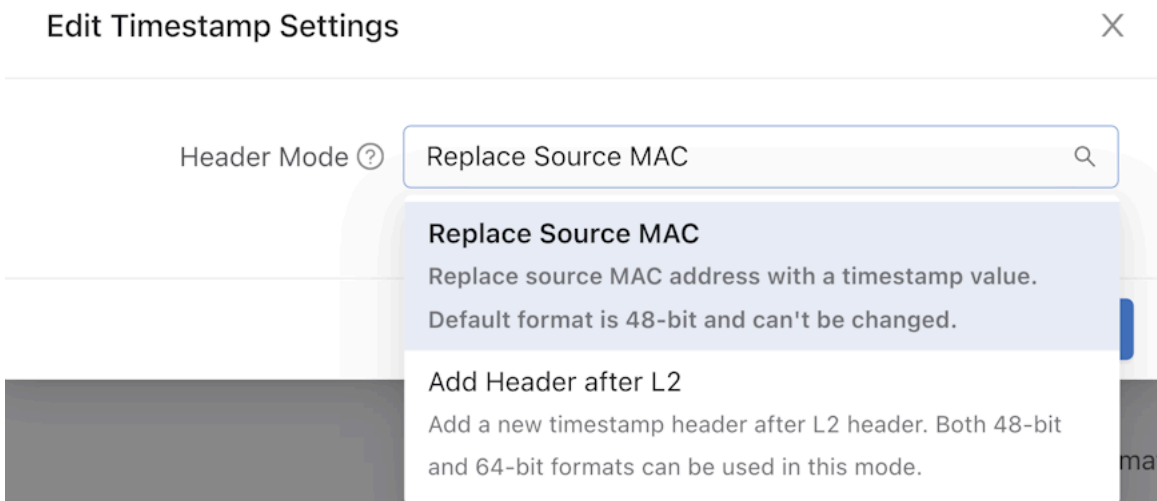 Edit Timestamp Settings
Header Mode
Replace Source MAC
Replace Source MAC
Replace source MAC address with a timestamp value.
Default format is 48-bit and can't be changed.
Add Header after L2
Add a new timestamp header after L2 header. Both 48-bit
and 64-bit formats can be used in this mode.